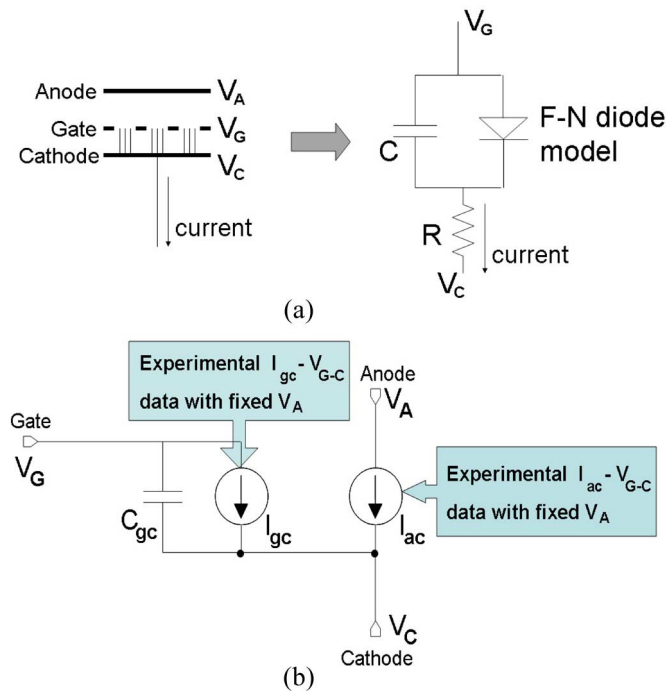 Anode V_A
Gate V_G
Cathode V_C
current
V_G
C
F-N diode
model
R
current
V_C
(a)
Experimental I_gc - V_G-C
data with fixed V_A
Anode
V_A
Gate
V_G
C_gc
I_gc
I_ac
Experimental I_ac - V_G-C
data with fixed V_A
V_C
Cathode
(b)